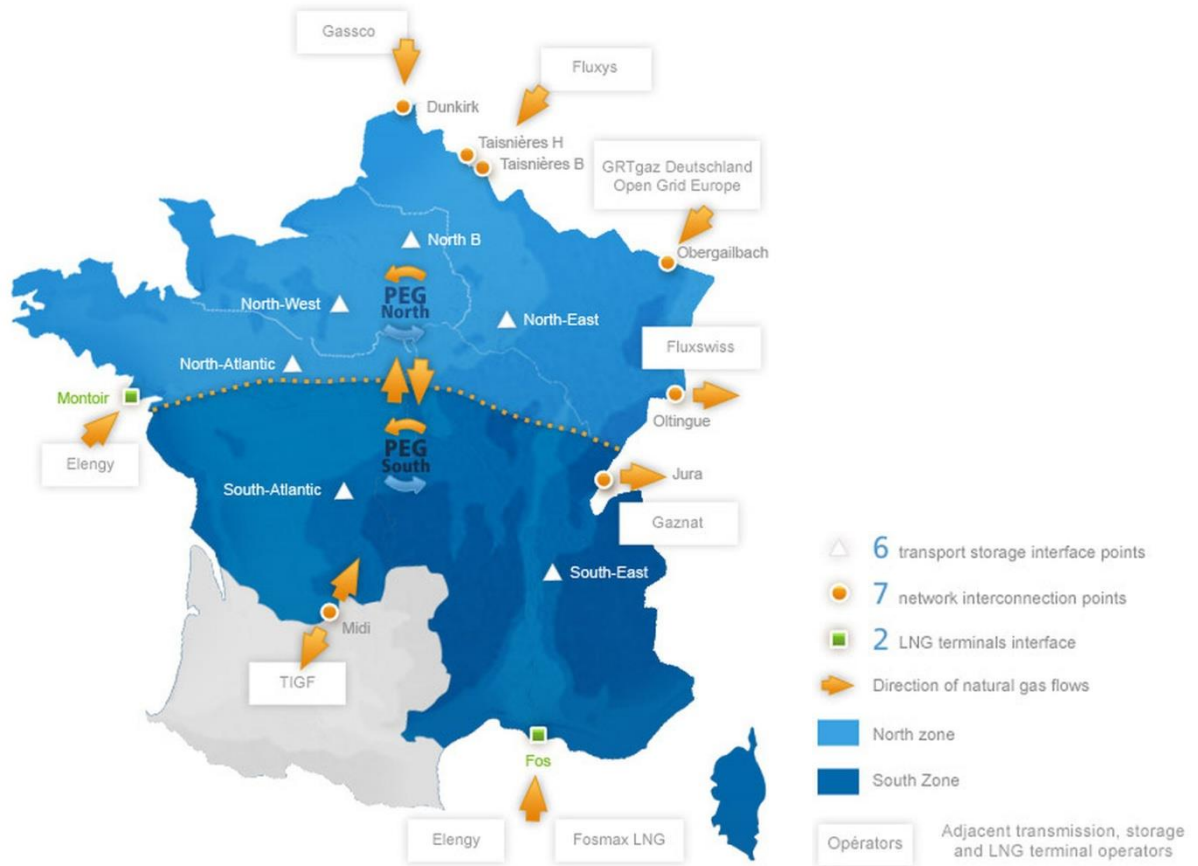 Gassco
Fluxys
Dunkirk
Taisnières H
Taisnières B
GRTgaz Deutschland
Open Grid Europe
North B
Obergailbach
PEG
North
North-West
North-East
Fluxswiss
North-Atlantic
Montoir
Oltingue
Elengy
PEG
South
Jura
South-Atlantic
Gaznat
South-East
Midi
TIGF
Fos
Elengy
Fosmax LNG
6 transport storage interface points
7 network interconnection points
2 LNG terminals interface
Direction of natural gas flows
North zone
South Zone
Opérators
Adjacent transmission, storage
and LNG terminal operators